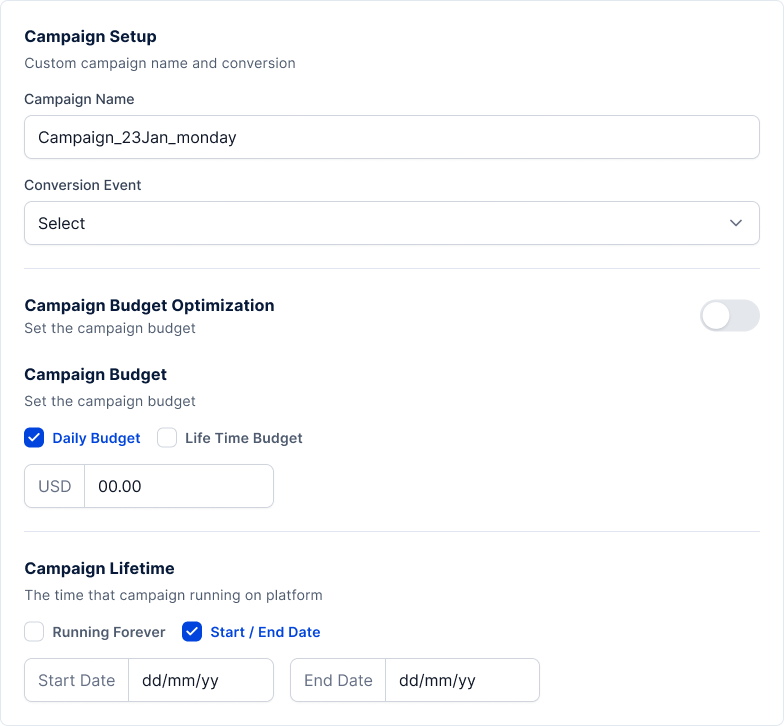 Campaign Setup
Custom campaign name and conversion
Campaign Name
Campaign_23Jan_monday
Conversion Event
Select
Campaign Budget Optimization
Set the campaign budget
Campaign Budget
Set the campaign budget
Daily Budget Life Time Budget
USD 00.00
Campaign Lifetime
The time that campaign running on platform
Running Forever Start / End Date
Start Date dd/mm/yy End Date dd/mm/yy